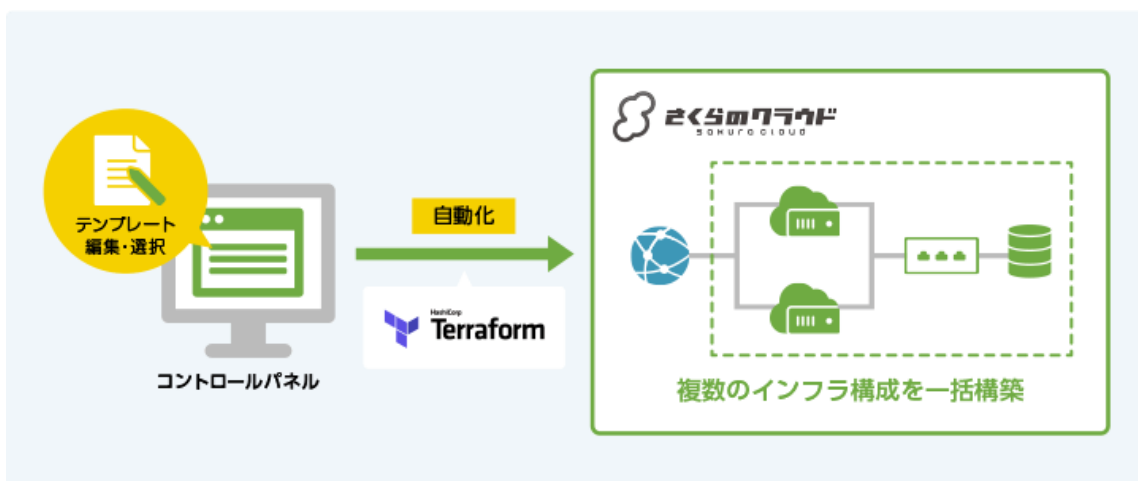 テンプレート
編集・選択
コントロールパネル
自動化
HashiCorp
Terraform
さくらのクラウド
SAKURA CLOUD
複数のインフラ構成を一括構築